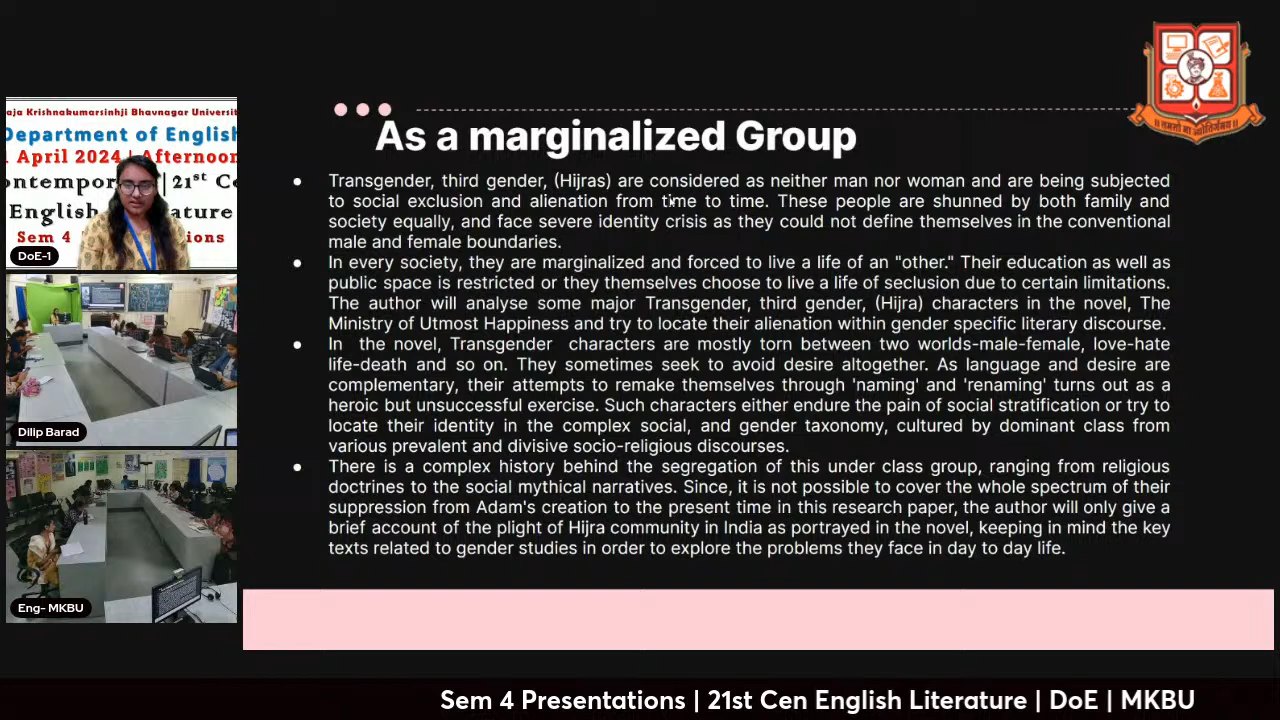 As a marginalized Group
● Transgender, third gender, (Hijras) are considered as neither man nor woman and are being subjected
to social exclusion and alienation from time to time. These people are shunned by both family and
society equally, and face severe identity crisis as they could not define themselves in the conventional
male and female boundaries.
● In every society, they are marginalized and forced to live a life of an "other." Their education as well as
public space is restricted or they themselves choose to live a life of seclusion due to certain limitations.
The author will analyse some major Transgender, third gender, (Hijra) characters in the novel, The
Ministry of Utmost Happiness and try to locate their alienation within gender specific literary discourse.
● In the novel, Transgender characters are mostly torn between two worlds-male-female, love-hate
life-death and so on. They sometimes seek to avoid desire altogether. As language and desire are
complementary, their attempts to remake themselves through 'naming' and 'renaming' turns out as a
heroic but unsuccessful exercise. Such characters either endure the pain of social stratification or try to
locate their identity in the complex social, and gender taxonomy, cultured by dominant class from
various prevalent and divisive socio-religious discourses.
● There is a complex history behind the segregation of this under class group, ranging from religious
doctrines to the social mythical narratives. Since, it is not possible to cover the whole spectrum of their
suppression from Adam's creation to the present time in this research paper, the author will only give a
brief account of the plight of Hijra community in India as portrayed in the novel, keeping in mind the key
texts related to gender studies in order to explore the problems they face in day to day life.
aja Krishnakumarsinhji Bhavnagar Universit
Department of English
April 2024 | Afternoon
ontempor | 21st Ce
English ature
Sem 4 ions
DoE-1
Dilip Barad
Eng- MKBU
॥ तमसो मा ज्योतिर्गमय ॥
Sem 4 Presentations | 21st Cen English Literature | DoE | MKBU